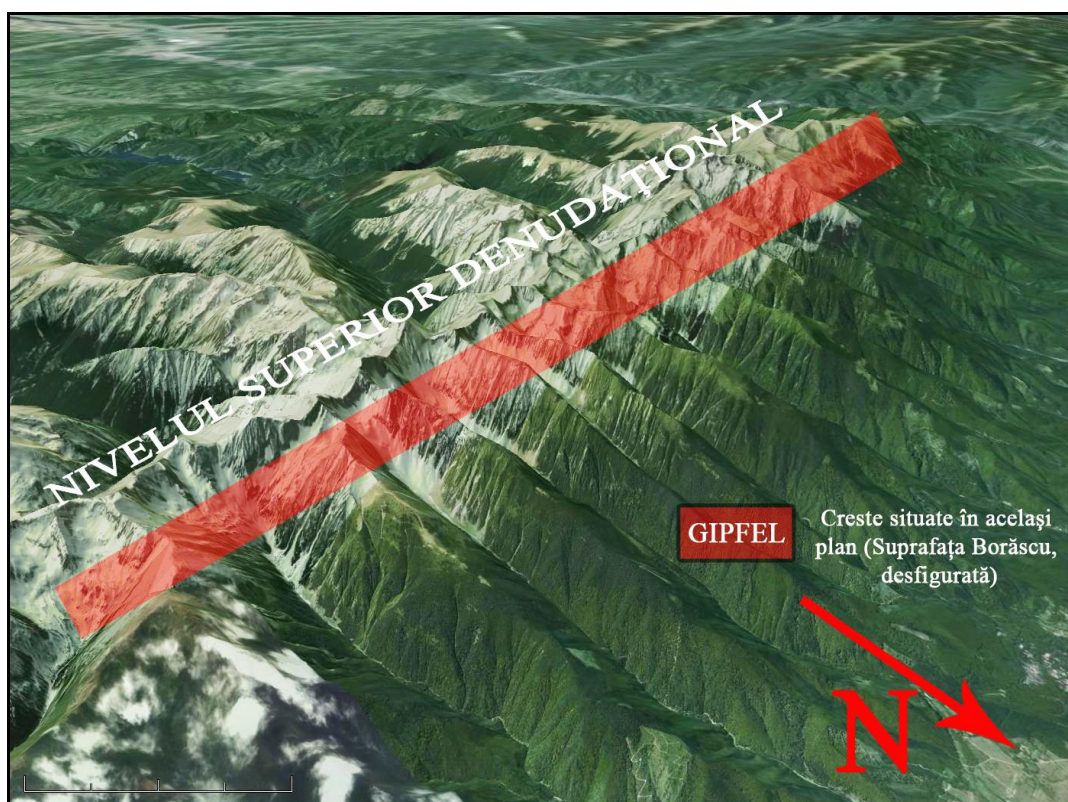 NIVELUL SUPERIOR DENUDAȚIONAL
GIPFEL
Creste situate în același
plan (Suprafața Borăscu,
desfigurată)
N